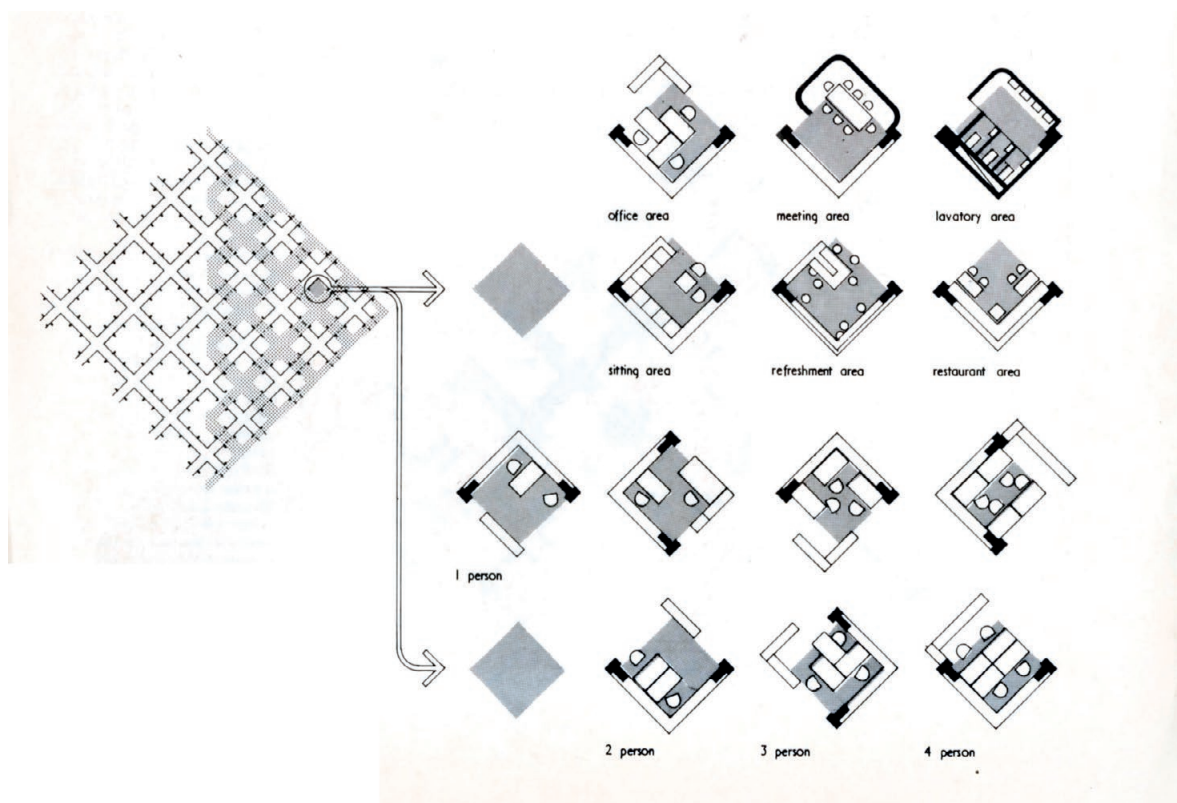 office area
meeting area
lavatory area
sitting area
refreshment area
restaurant area
1 person
2 person
3 person
4 person